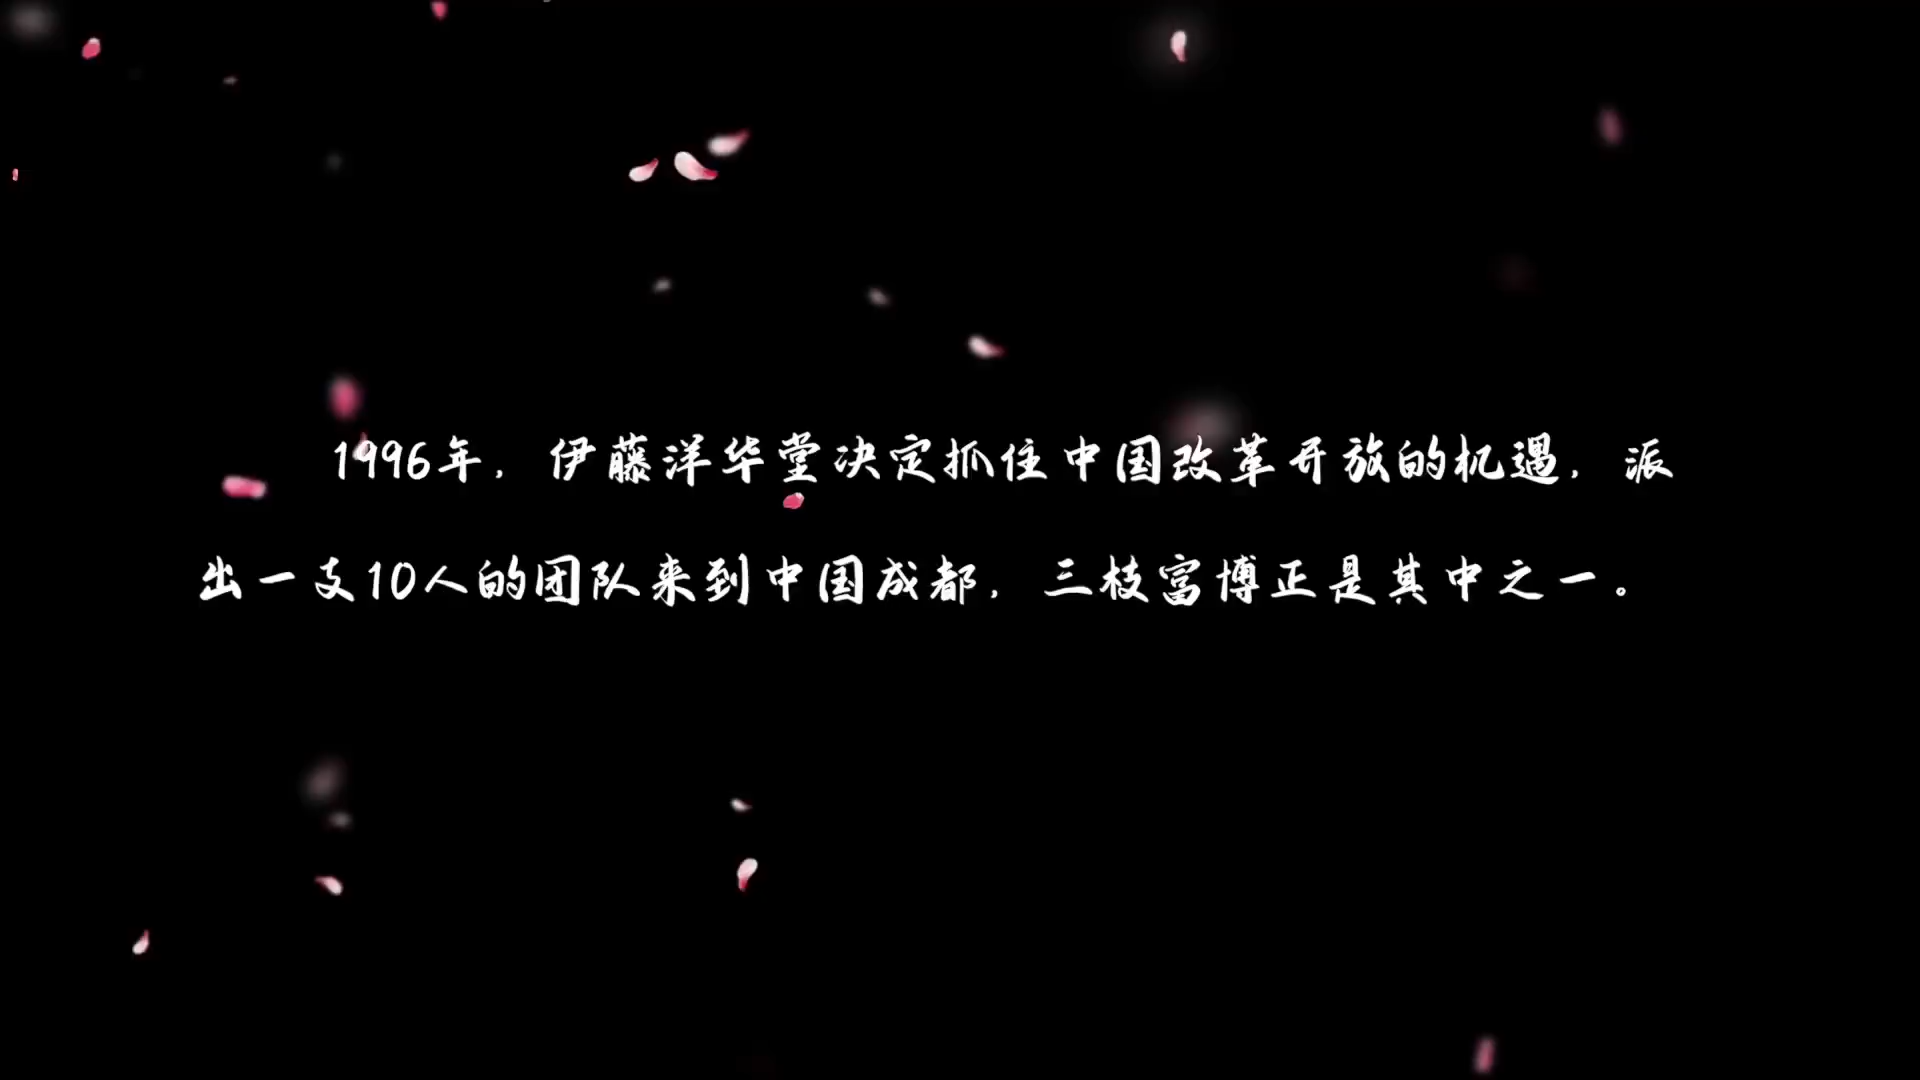 1996年，伊藤洋华堂决定抓住中国改革开放的机遇，派
出一支10人的团队来到中国成都，三枝富博正是其中之一。